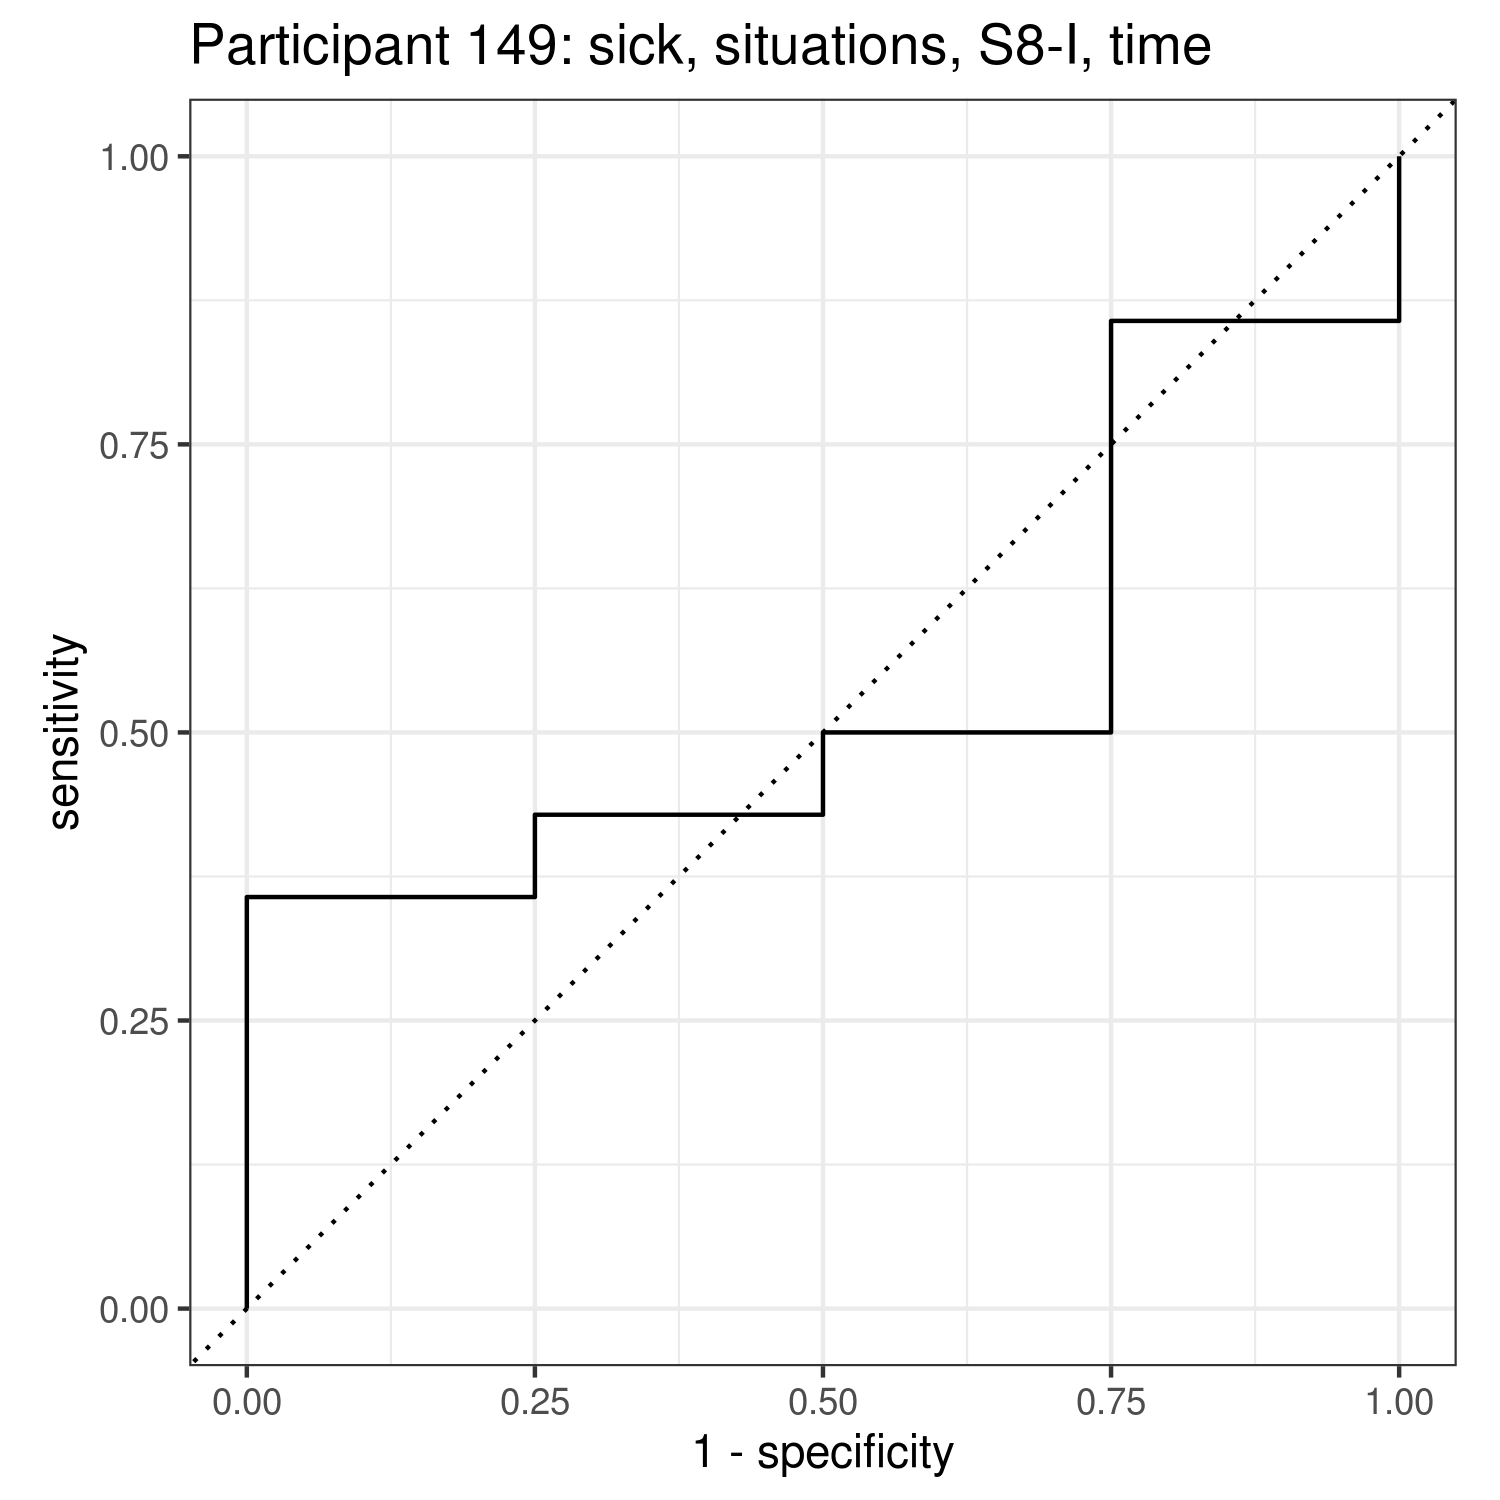 Participant 149: sick, situations, S8-I, time
1.00
0.75
0.50
0.25
0.00
sensitivity
0.00 0.25 0.50 0.75 1.00
1 - specificity